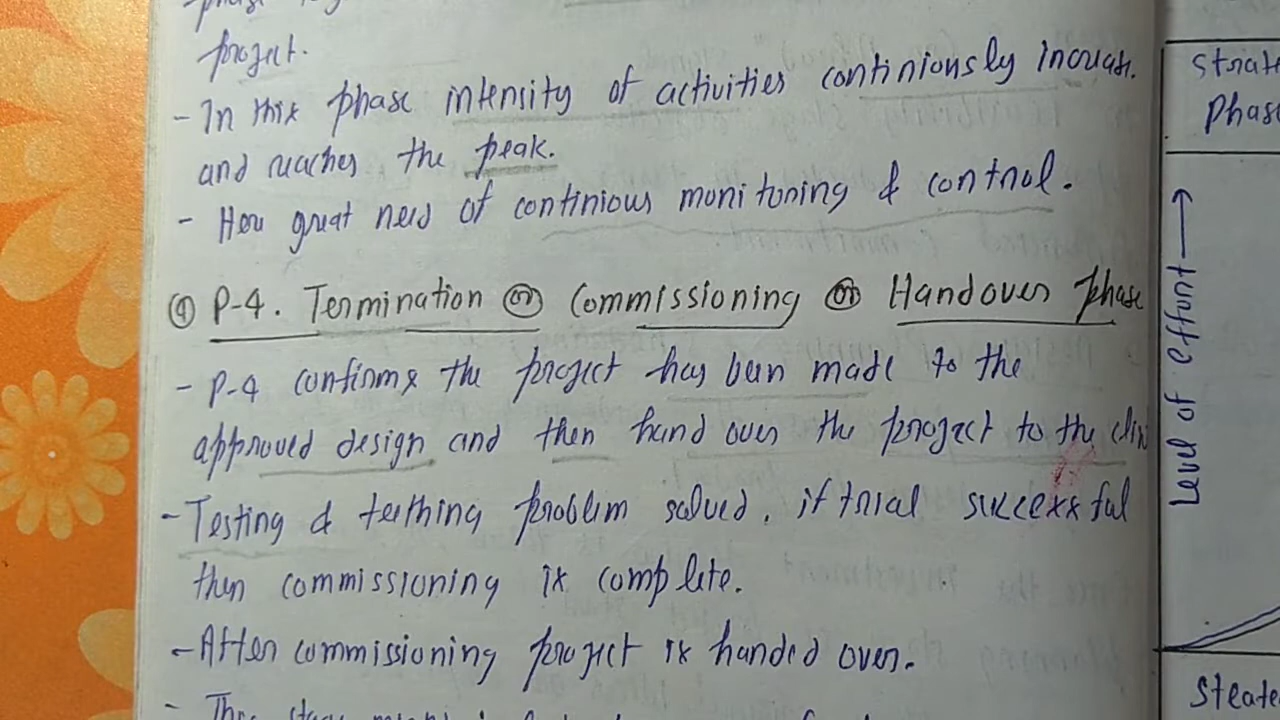 project.
- In this phase intensity of activities continiously increase.
and reaches the peak.
- Here great need of continious monitoring & control.
④ P-4. Termination (or) Commissioning (or) Handover phase
- P-4 confirms the project has been made to the
approved design and then hand over the project to the
- Testing & teething problem solved, if trial successful
then commissioning is complete.
- After commissioning project is handed over.
Phase
Level of effort →